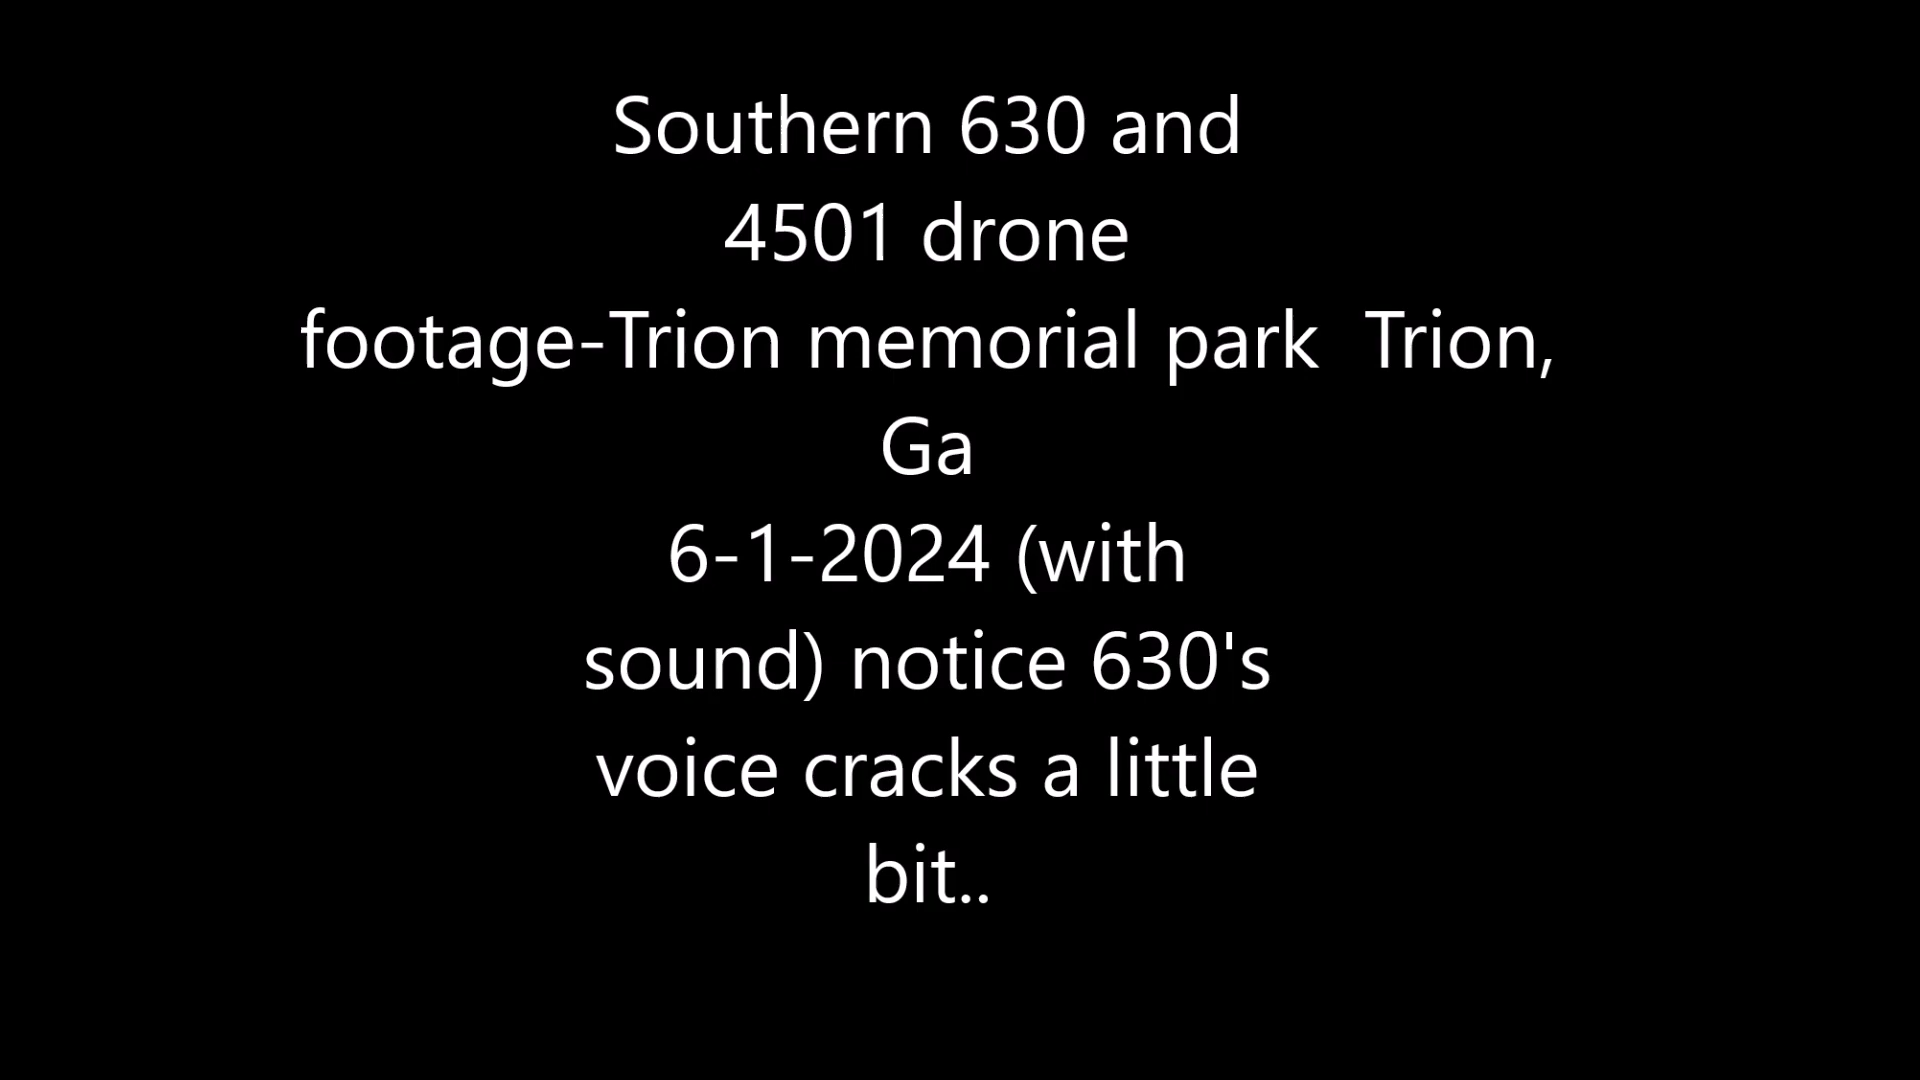 Southern 630 and
4501 drone
footage-Trion memorial park  Trion,
Ga
6-1-2024 (with
sound) notice 630's
voice cracks a little
bit..